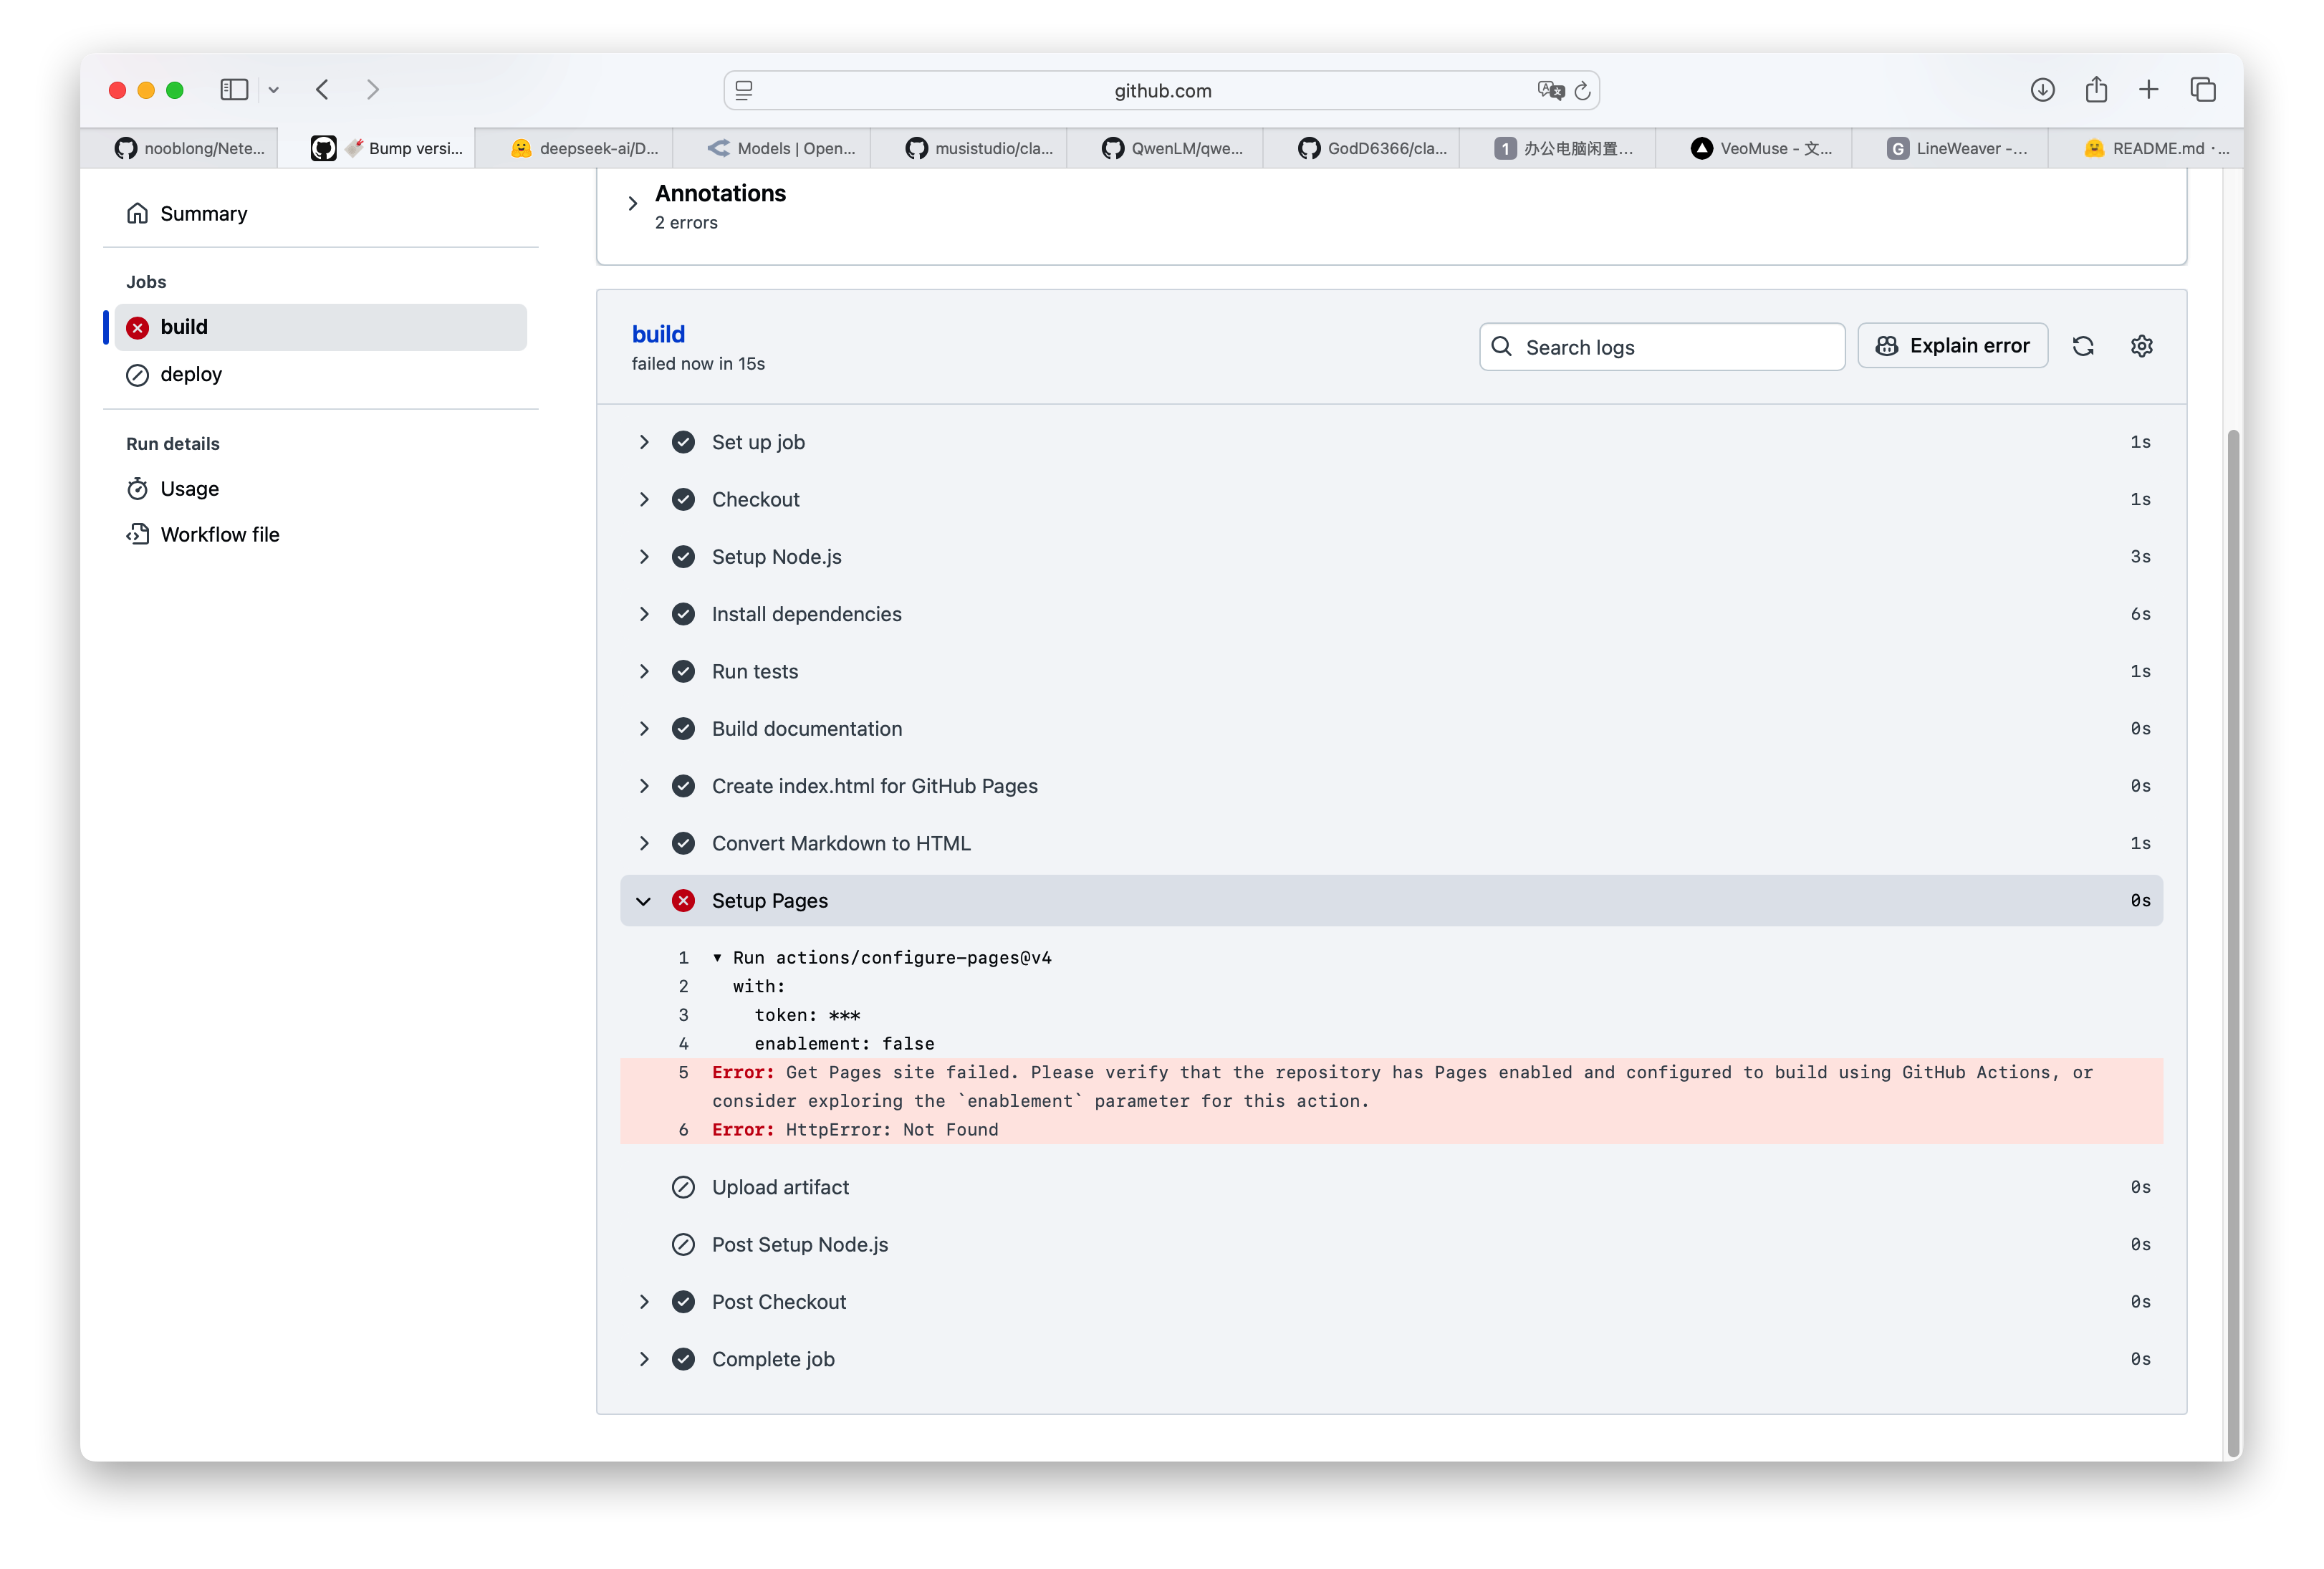 github.com
nooblong/Nete...
Bump versi...
deepseek-ai/D...
Models | Open...
musistudio/cla...
QwenLM/qwe...
GodD6366/cla...
1 办公电脑闲置...
VeoMuse - 文...
G LineWeaver -...
README.md ·...
Summary
Jobs
build
deploy
Run details
Usage
Workflow file
Annotations
2 errors
build
failed now in 15s
Search logs
Explain error
Set up job 1s
Checkout 1s
Setup Node.js 3s
Install dependencies 6s
Run tests 1s
Build documentation 0s
Create index.html for GitHub Pages 0s
Convert Markdown to HTML 1s
Setup Pages 0s
1 ▼ Run actions/configure-pages@v4
2 with:
3 token: ***
4 enablement: false
5 Error: Get Pages site failed. Please verify that the repository has Pages enabled and configured to build using GitHub Actions, or
consider exploring the `enablement` parameter for this action.
6 Error: HttpError: Not Found
Upload artifact 0s
Post Setup Node.js 0s
Post Checkout 0s
Complete job 0s